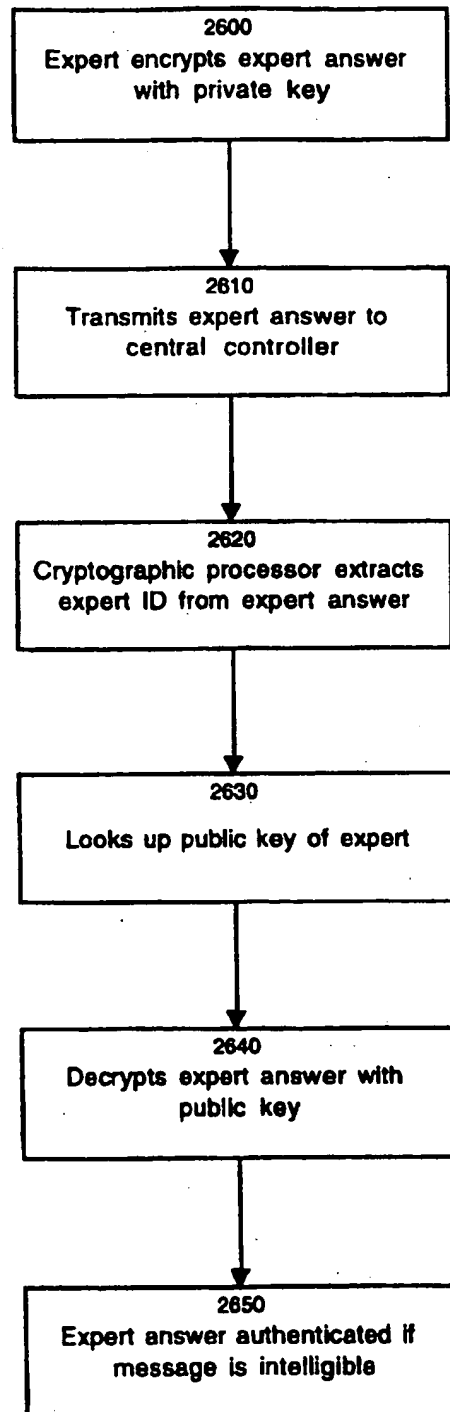 2600
Expert encrypts expert answer
with private key
2610
Transmits expert answer to
central controller
2620
Cryptographic processor extracts
expert ID from expert answer
2630
Looks up public key of expert
2640
Decrypts expert answer with
public key
2650
Expert answer authenticated if
message is intelligible